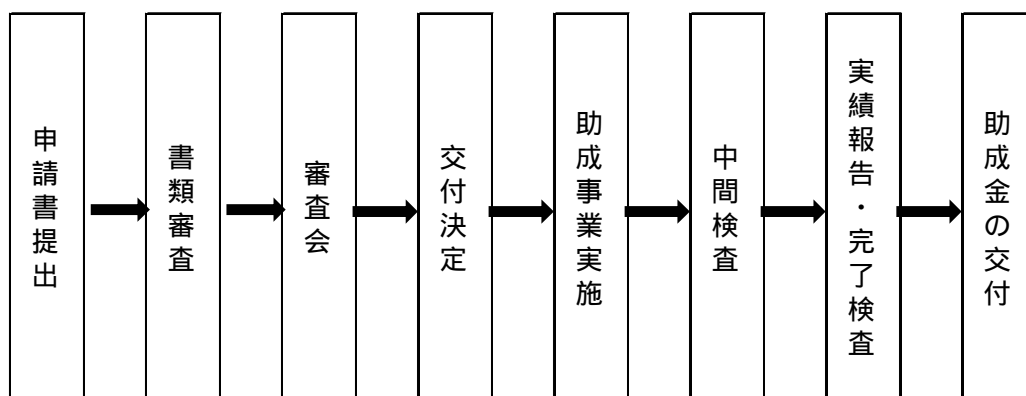 申請書提出
書類審査
審査会
交付決定
助成事業実施
中間検査
実績報告・完了検査
助成金の交付